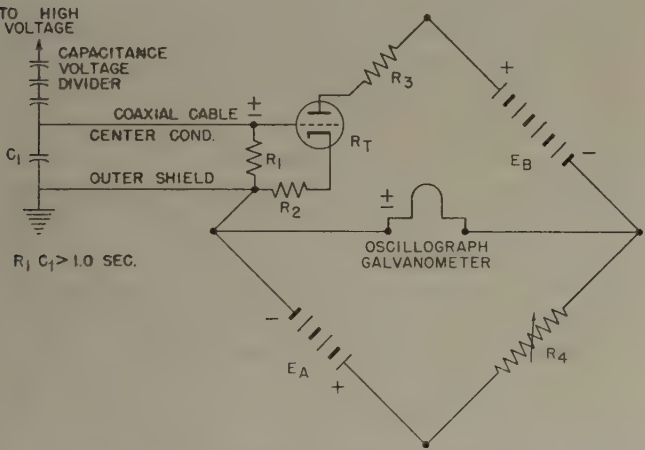 TO HIGH
VOLTAGE
CAPACITANCE
VOLTAGE
DIVIDER
COAXIAL CABLE
CENTER COND.
OUTER SHIELD
C1
R1
R2
RT
R3
+
EB
-
±
±
OSCILLOGRAPH
GALVANOMETER
R1 C1 > 1.0 SEC.
-
EA
+
R4